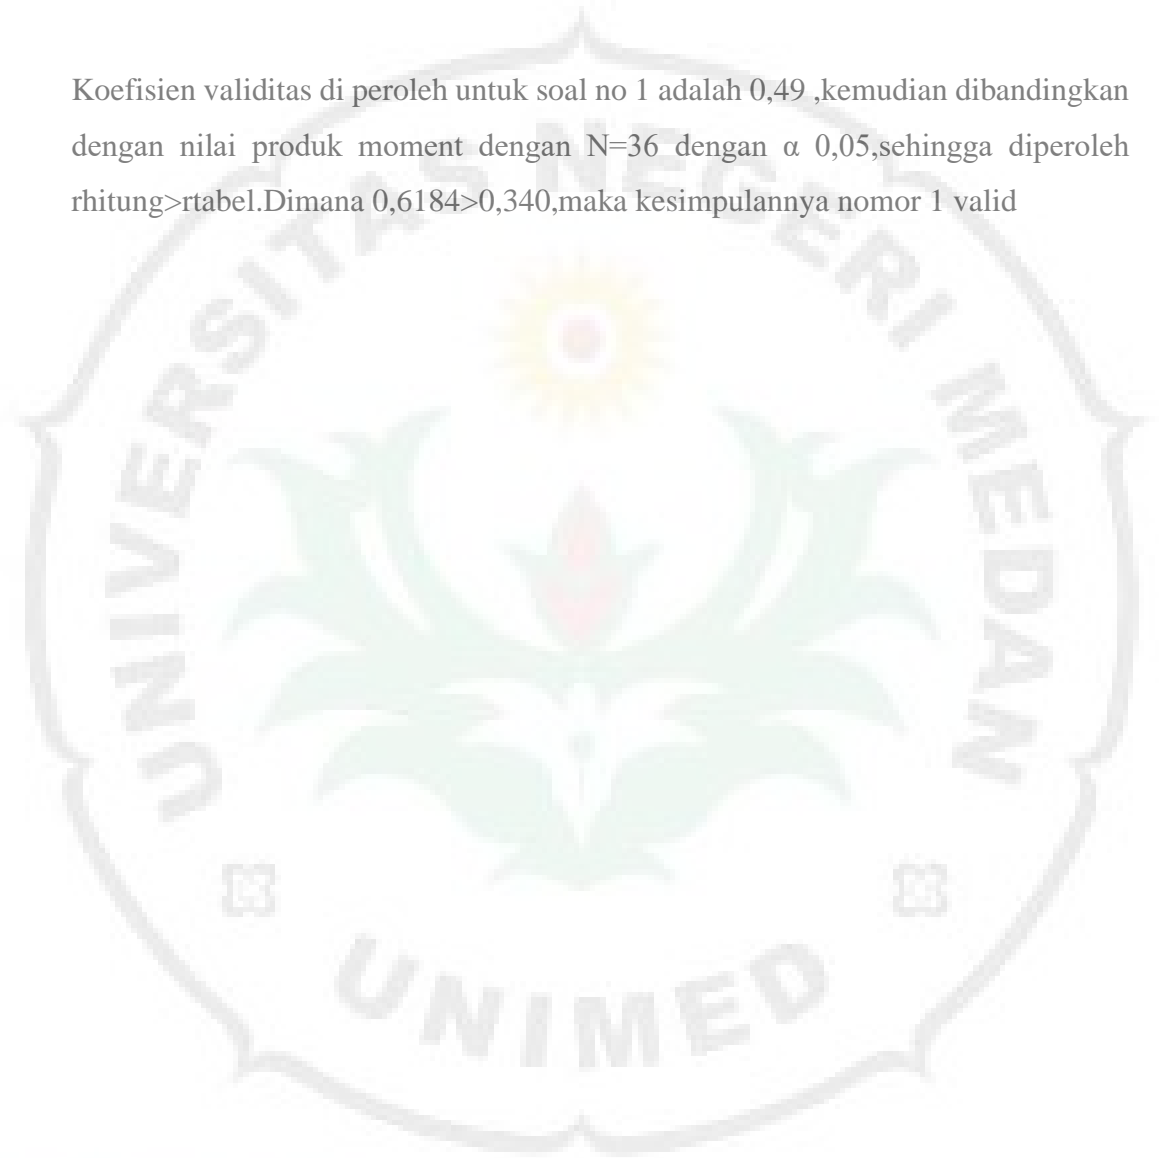 Koefisien validitas di peroleh untuk soal no 1 adalah 0,49 ,kemudian dibandingkan
dengan nilai produk moment dengan N=36 dengan α 0,05,sehingga diperoleh
rhitung>rtabel.Dimana 0,6184>0,340,maka kesimpulannya nomor 1 valid
UNIVERSITAS NEGERI MEDAN
UNIMED